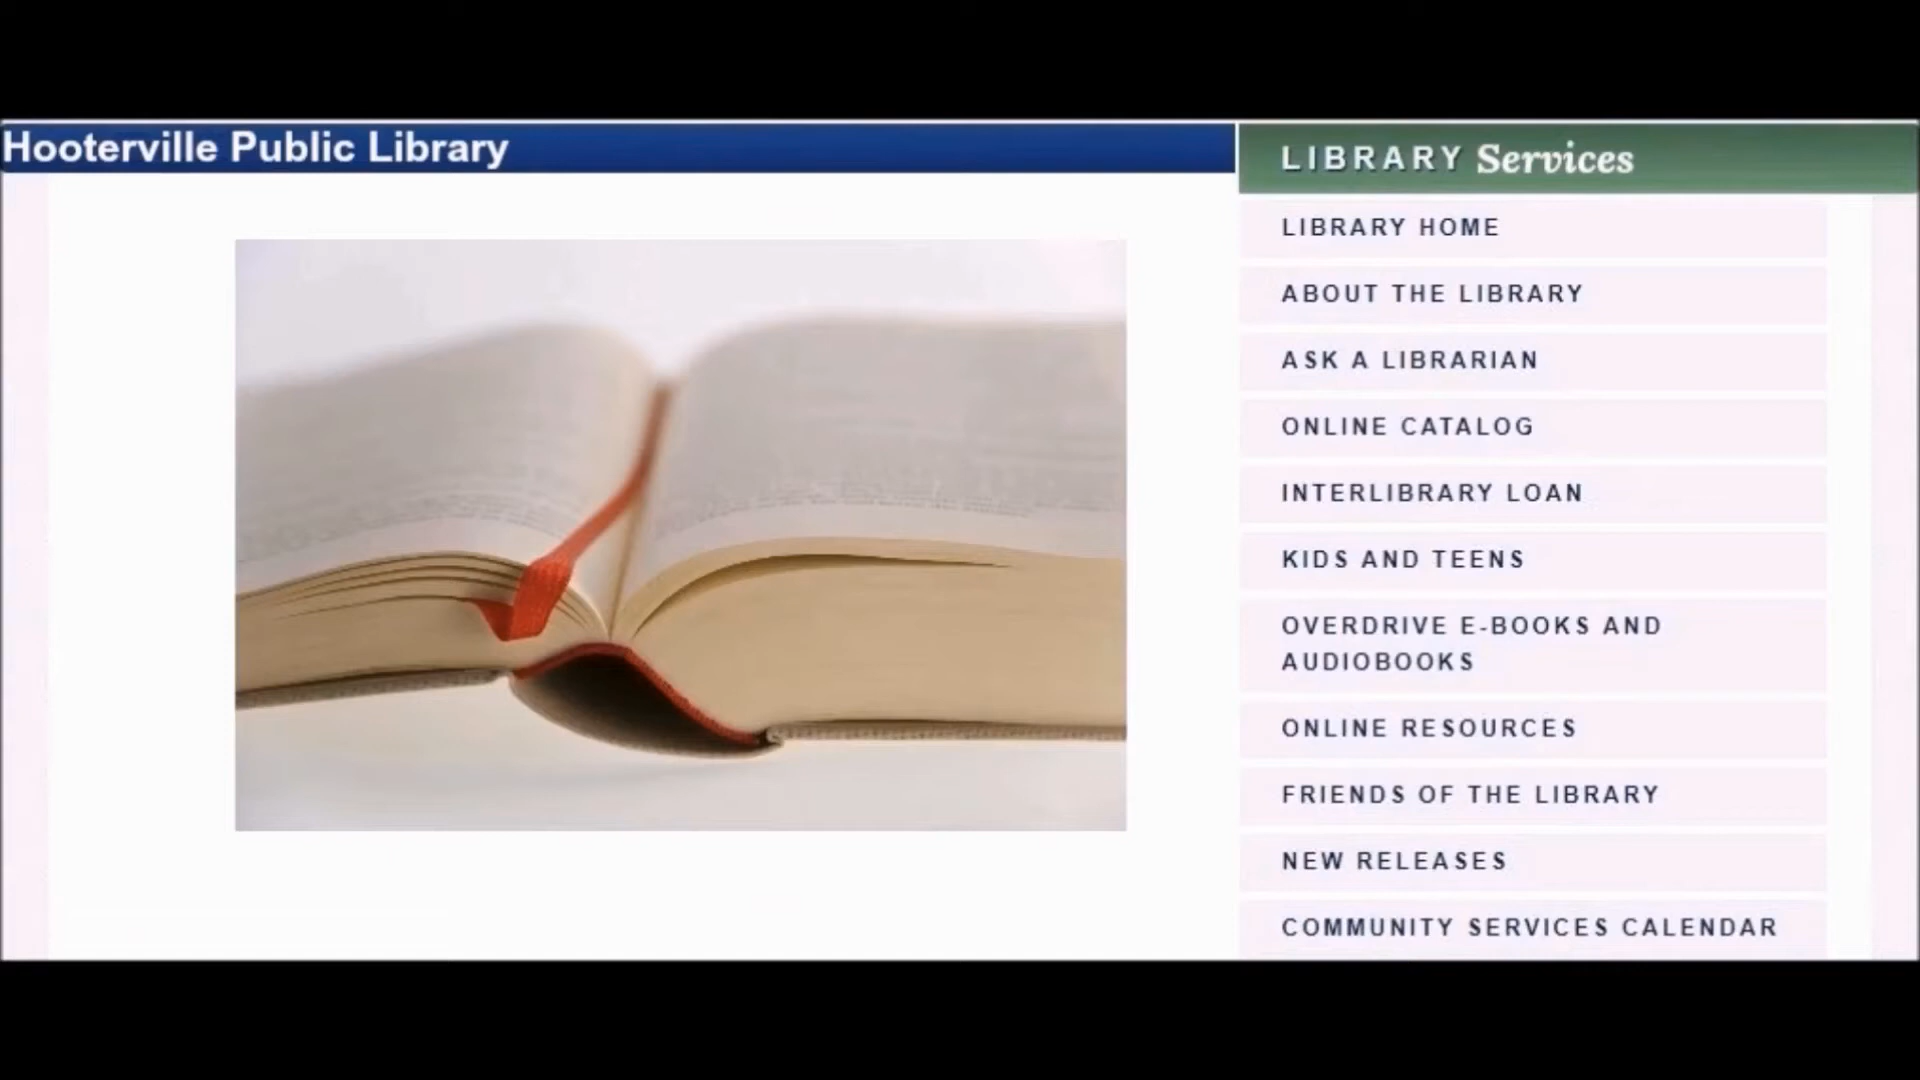 Hooterville Public Library
LIBRARY Services
LIBRARY HOME
ABOUT THE LIBRARY
ASK A LIBRARIAN
ONLINE CATALOG
INTERLIBRARY LOAN
KIDS AND TEENS
OVERDRIVE E-BOOKS AND
AUDIOBOOKS
ONLINE RESOURCES
FRIENDS OF THE LIBRARY
NEW RELEASES
COMMUNITY SERVICES CALENDAR